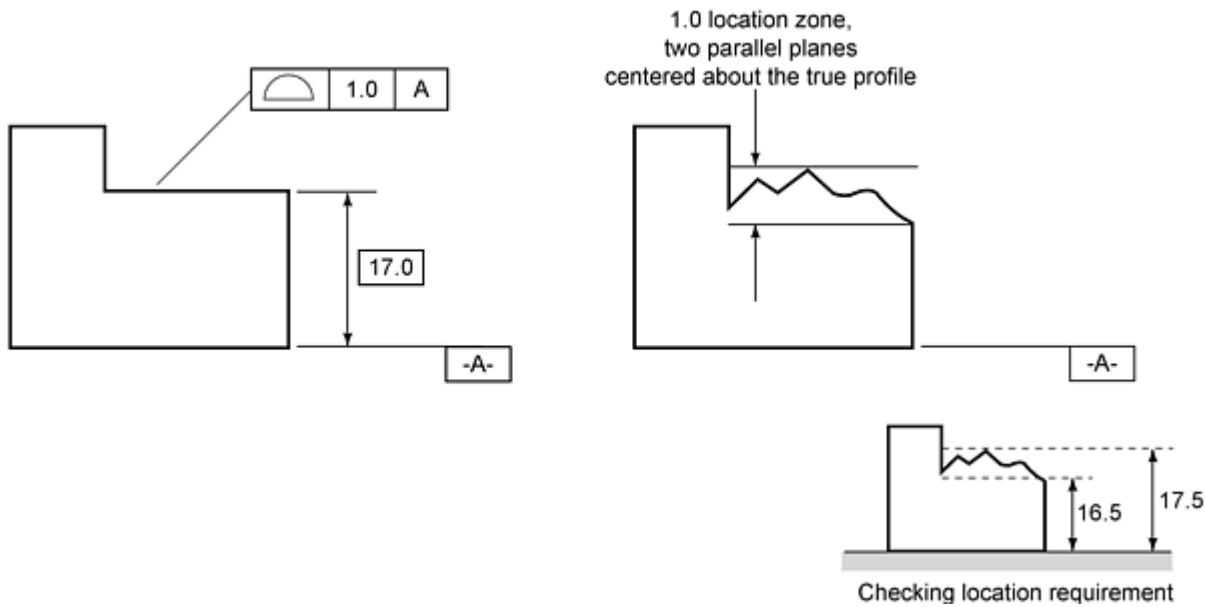 1.0 location zone,
two parallel planes
centered about the true profile
1.0 A
17.0
-A-
-A-
16.5
17.5
Checking location requirement